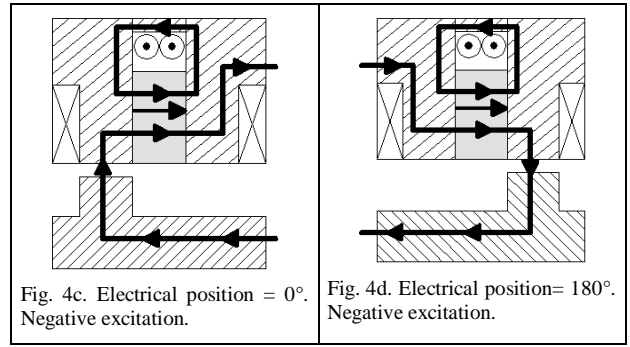 Fig. 4c. Electrical position = 0°.
Negative excitation.
Fig. 4d. Electrical position= 180°.
Negative excitation.